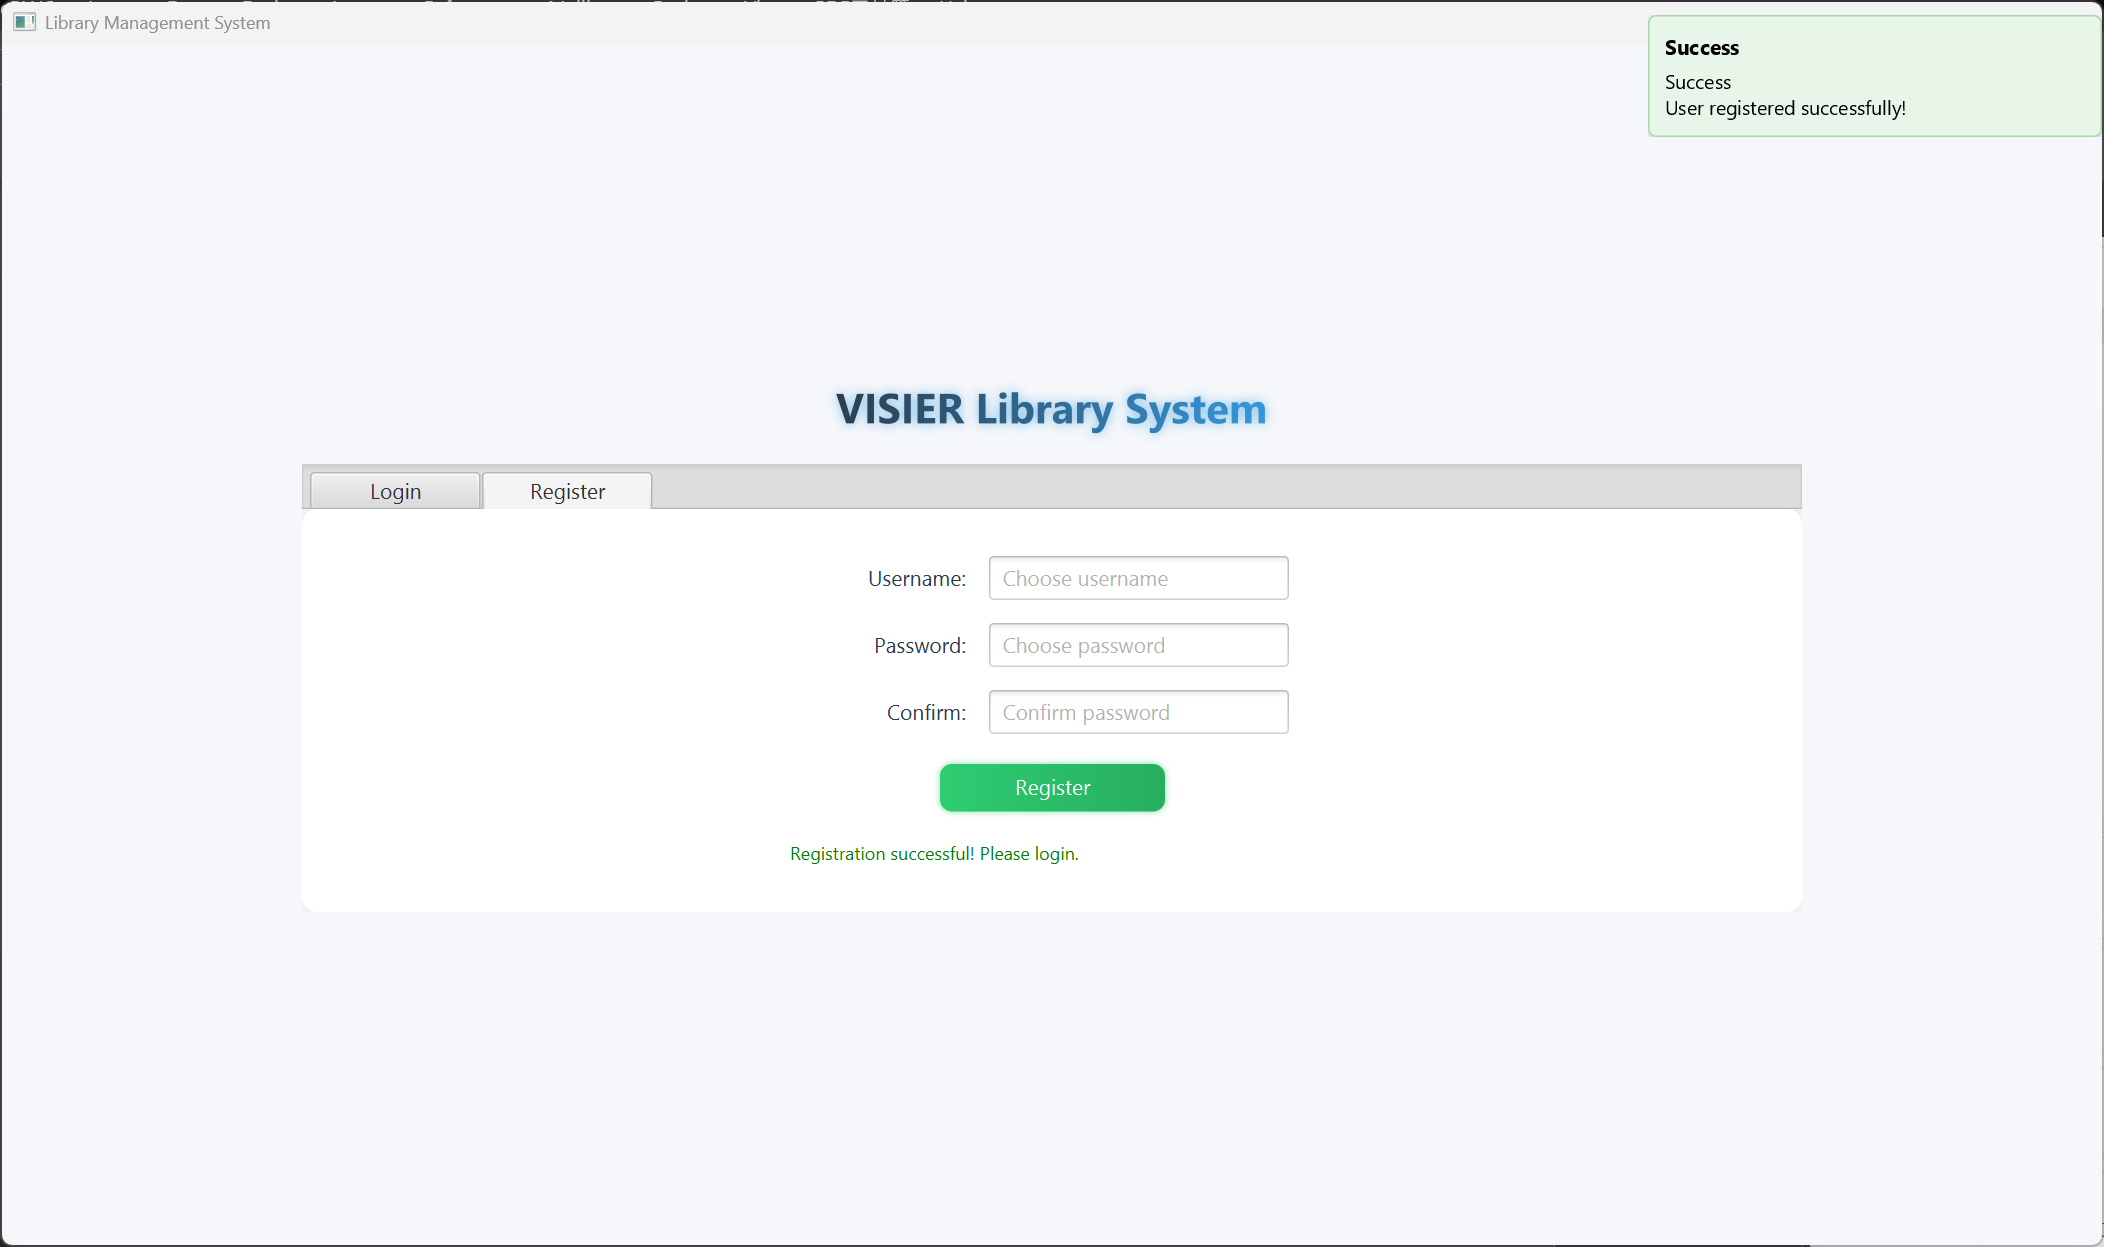 Library Management System
Success
Success
User registered successfully!
VISIER Library System
Login Register
Username: Choose username
Password: Choose password
Confirm: Confirm password
Register
Registration successful! Please login.